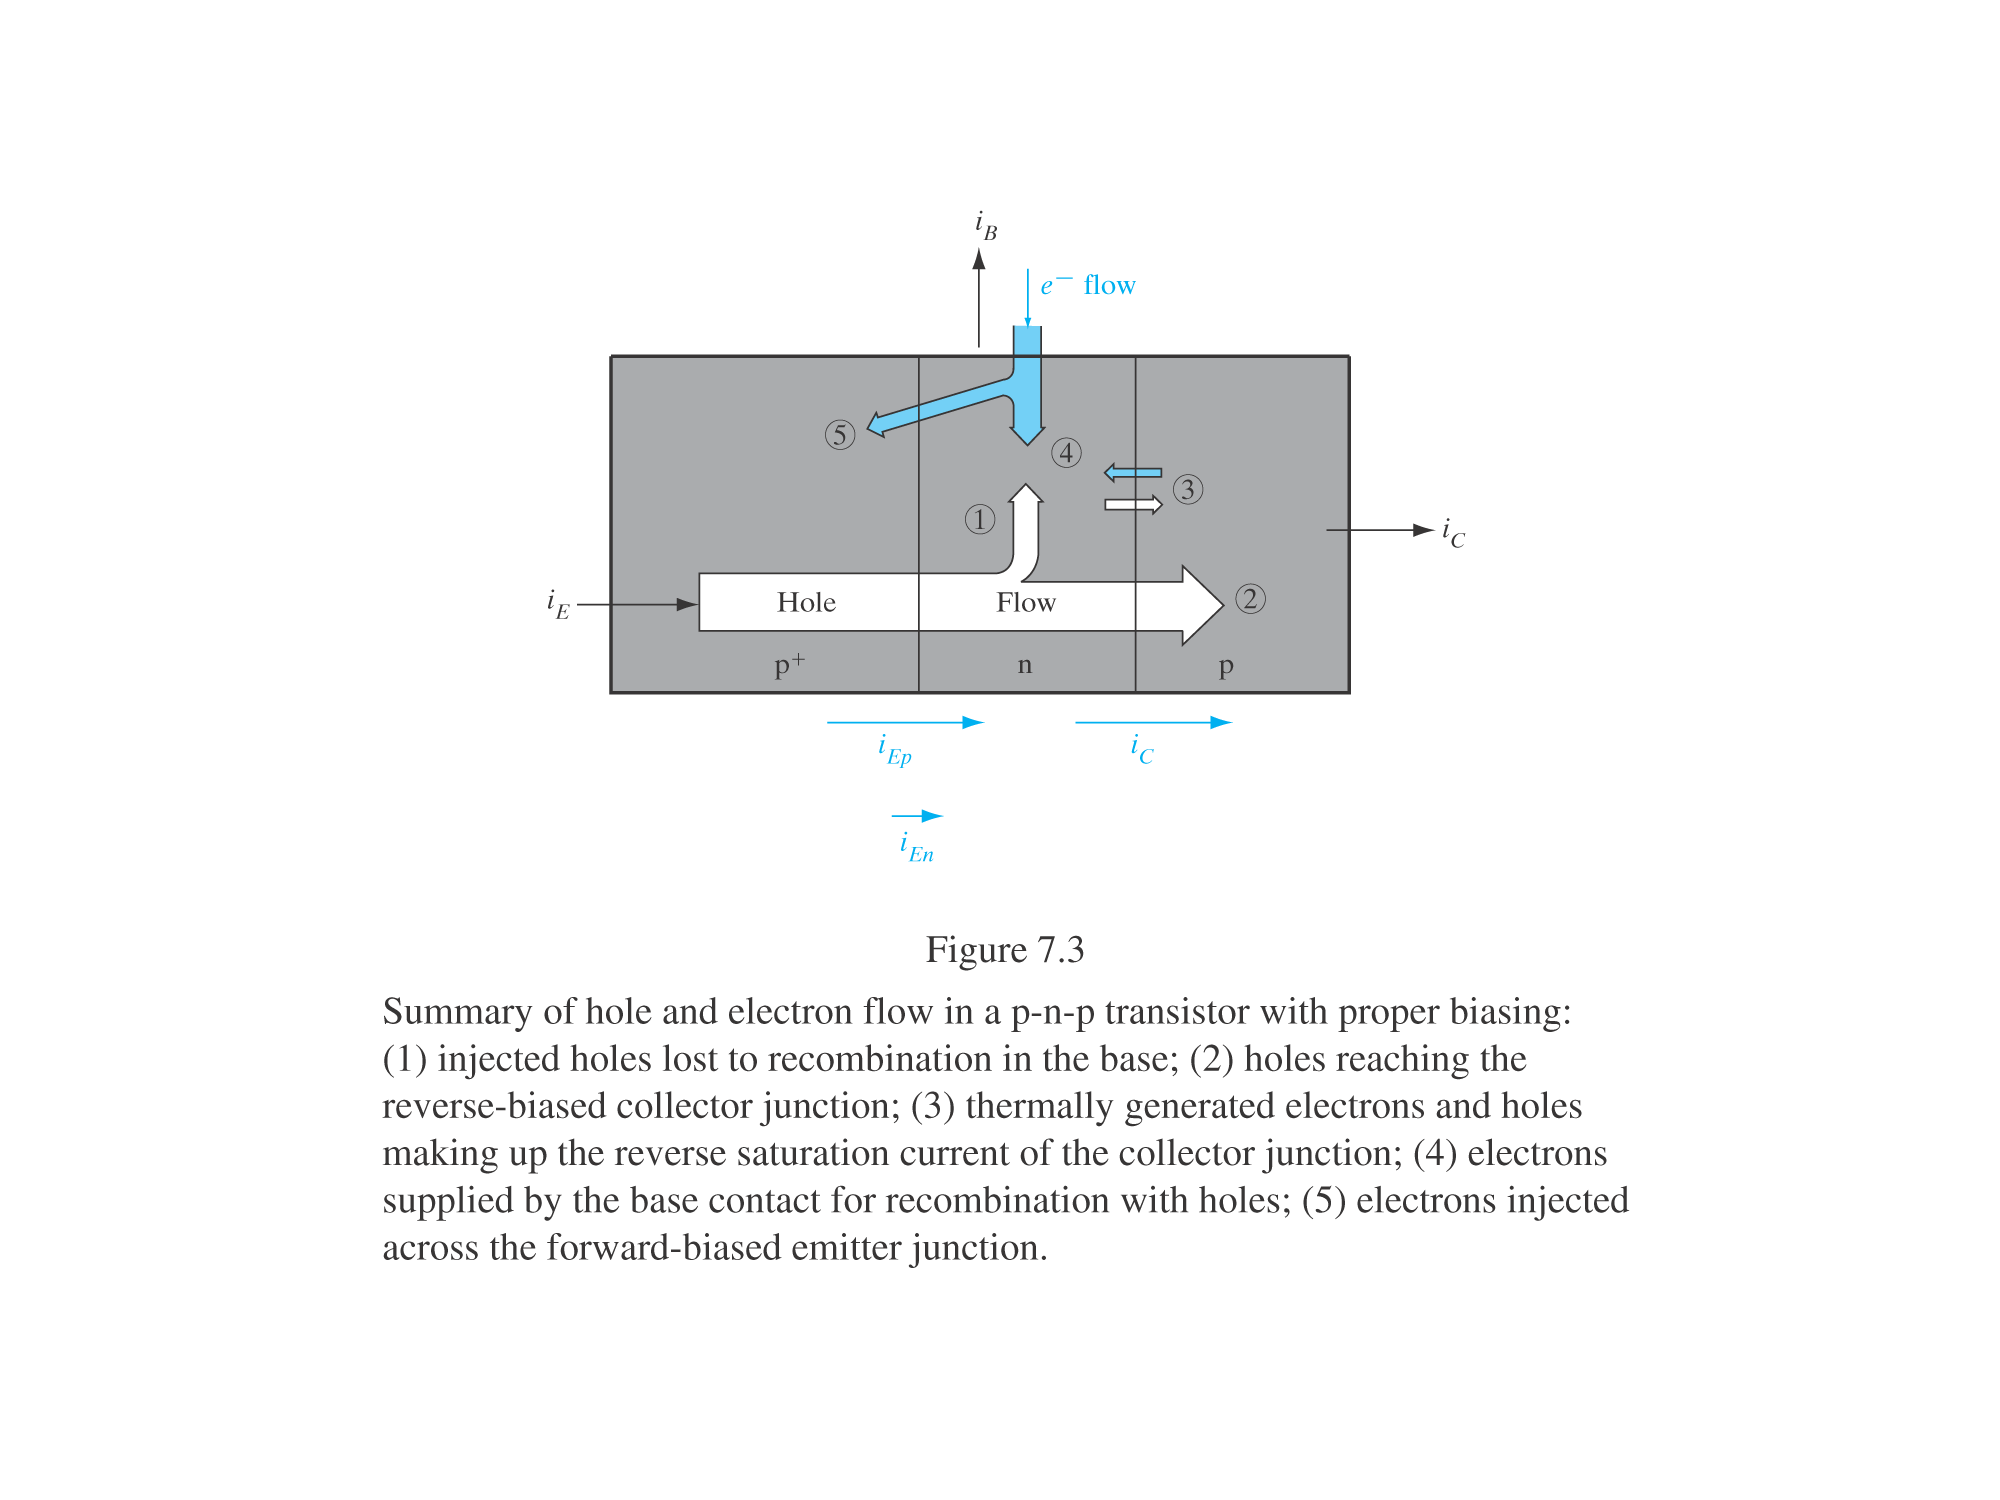 i_B
e⁻ flow
⑤
④
③
①
i_C
i_E
Hole Flow
②
p⁺ n p
i_Ep i_C
i_En
Figure 7.3
Summary of hole and electron flow in a p-n-p transistor with proper biasing:
(1) injected holes lost to recombination in the base; (2) holes reaching the
reverse-biased collector junction; (3) thermally generated electrons and holes
making up the reverse saturation current of the collector junction; (4) electrons
supplied by the base contact for recombination with holes; (5) electrons injected
across the forward-biased emitter junction.